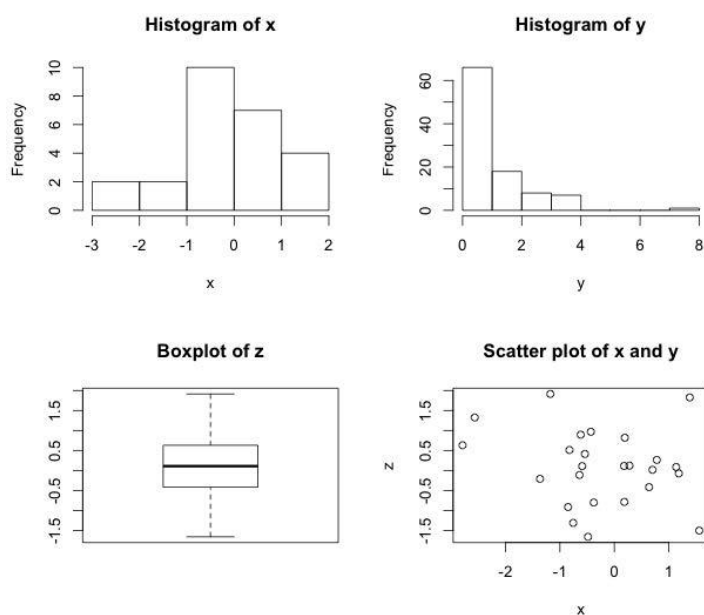 Histogram of x
Frequency
10
8
6
4
2
0
-3 -2 -1 0 1 2
x
Histogram of y
Frequency
60
40
20
0
0 2 4 6 8
y
Boxplot of z
1.5
0.5
-0.5
-1.5
Scatter plot of x and y
z
1.5
0.5
-0.5
-1.5
-2 -1 0 1
x